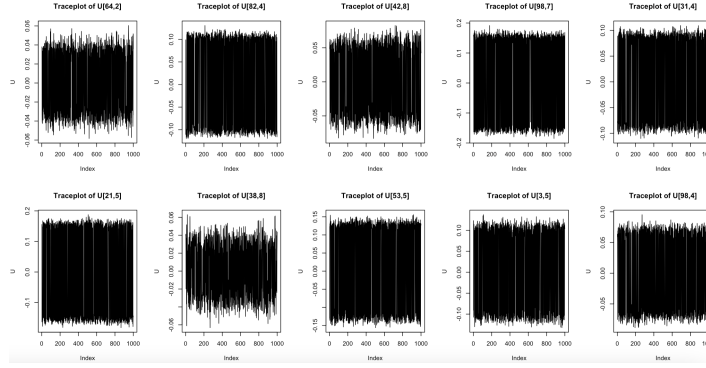 Traceplot of U[64,2] Traceplot of U[82,4] Traceplot of U[42,8] Traceplot of U[98,7] Traceplot of U[31,4]
U U U U U
0.06 0.04 0.02 0.00 -0.02 -0.04 -0.06
0.10 0.05 0.00 -0.05 -0.10
0.05 0.00 -0.05
0.2 0.1 0.0 -0.1 -0.2
0.10 0.05 0.00 -0.05 -0.10
0 200 400 600 800 1000 0 200 400 600 800 1000 0 200 400 600 800 1000 0 200 400 600 800 1000 0 200 400 600 800 1000
Index Index Index Index Index
Traceplot of U[21,5] Traceplot of U[38,8] Traceplot of U[53,5] Traceplot of U[3,5] Traceplot of U[98,4]
U U U U U
0.2 0.1 0.0 -0.1
0.06 0.04 0.02 0.00 -0.02 -0.06
0.15 0.10 0.05 0.00 -0.05 -0.15
0.15 0.10 0.05 0.00 -0.05 -0.10
0.10 0.05 0.00 -0.05
0 200 400 600 800 1000 0 200 400 600 800 1000 0 200 400 600 800 1000 0 200 400 600 800 1000 0 200 400 600 800 1000
Index Index Index Index Index